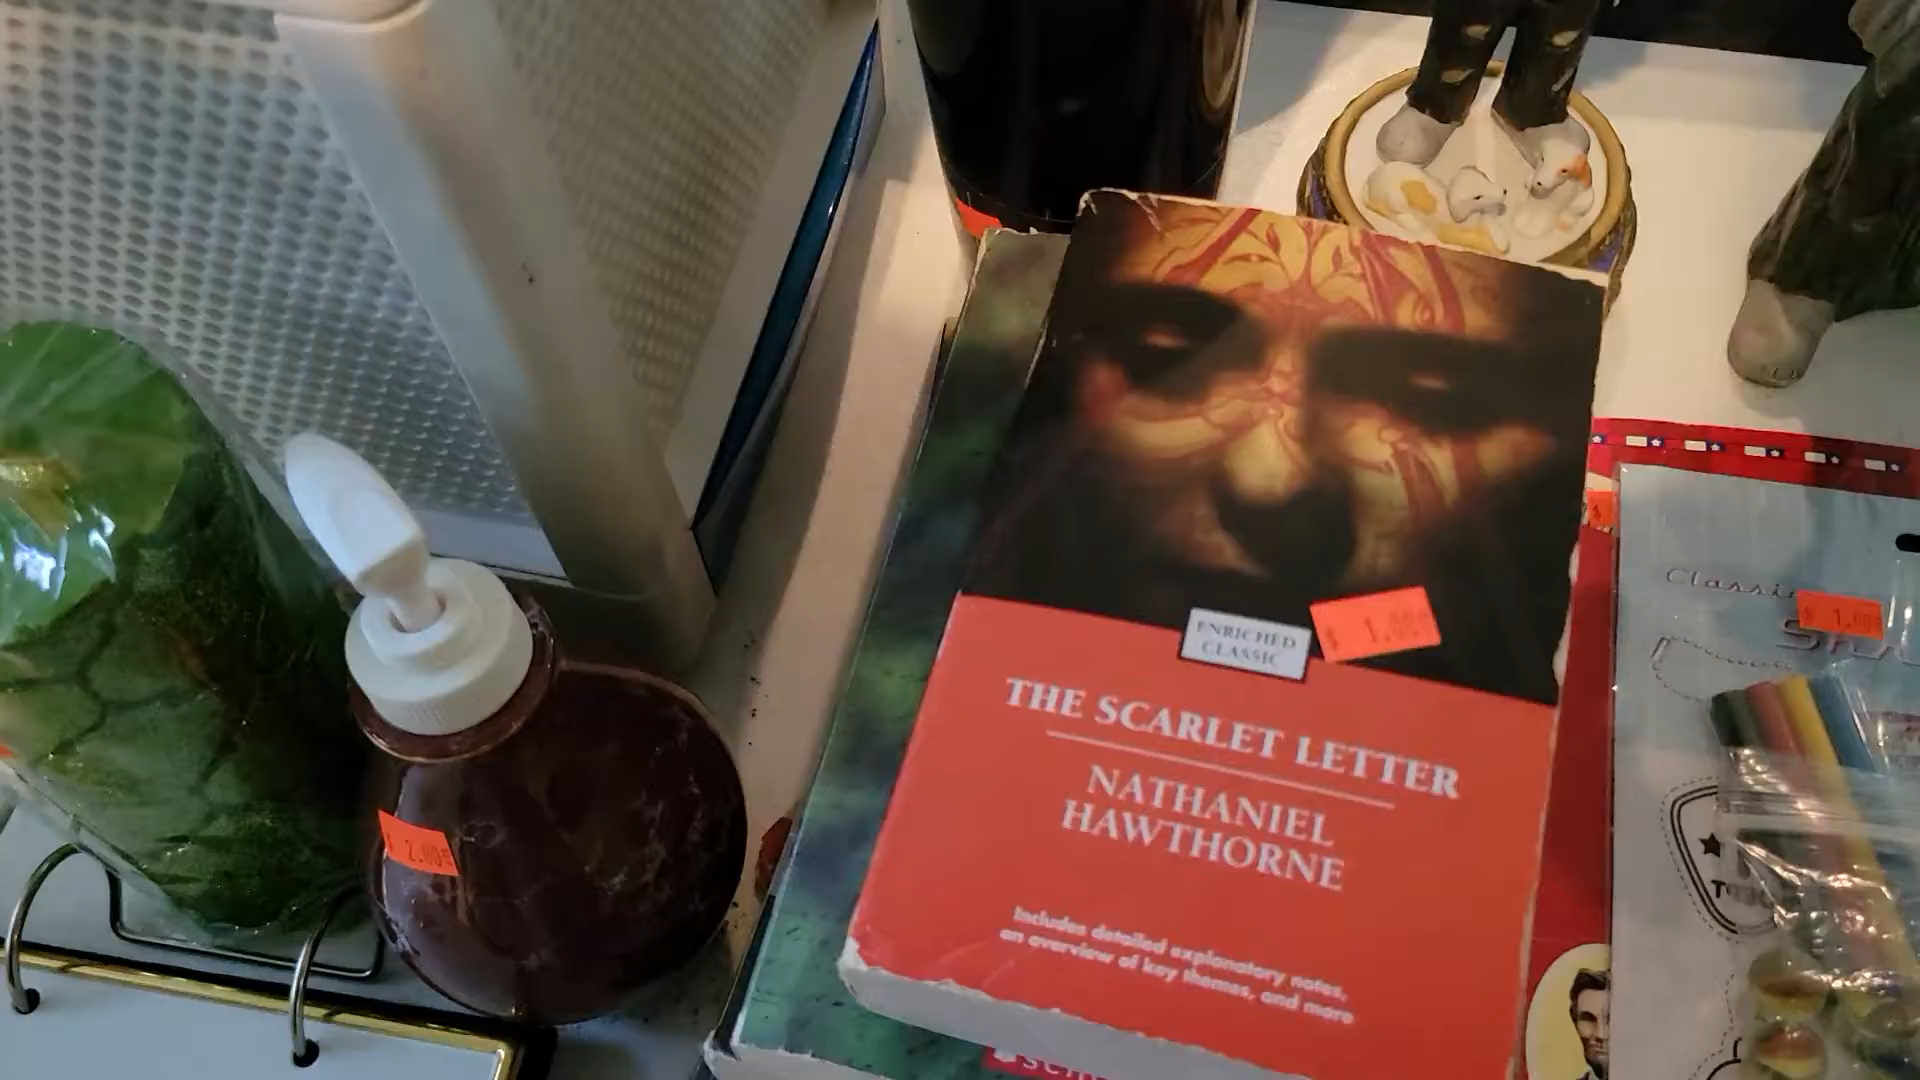 ENRICHED
CLASSIC
$ 1.00
THE SCARLET LETTER
NATHANIEL
HAWTHORNE
Includes detailed explanatory notes,
an overview of key themes, and more
$ 2.00
$
$ 1.00